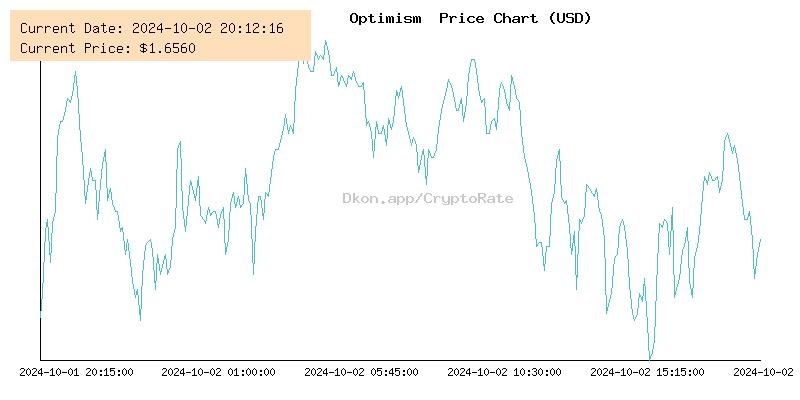 Optimism Price Chart (USD)
Current Date: 2024-10-02 20:12:16
Current Price: $1.6560
Dkon.app/CryptoRate
2024-10-01 20:15:00 2024-10-02 01:00:00 2024-10-02 05:45:00 2024-10-02 10:30:00 2024-10-02 15:15:00 2024-10-02